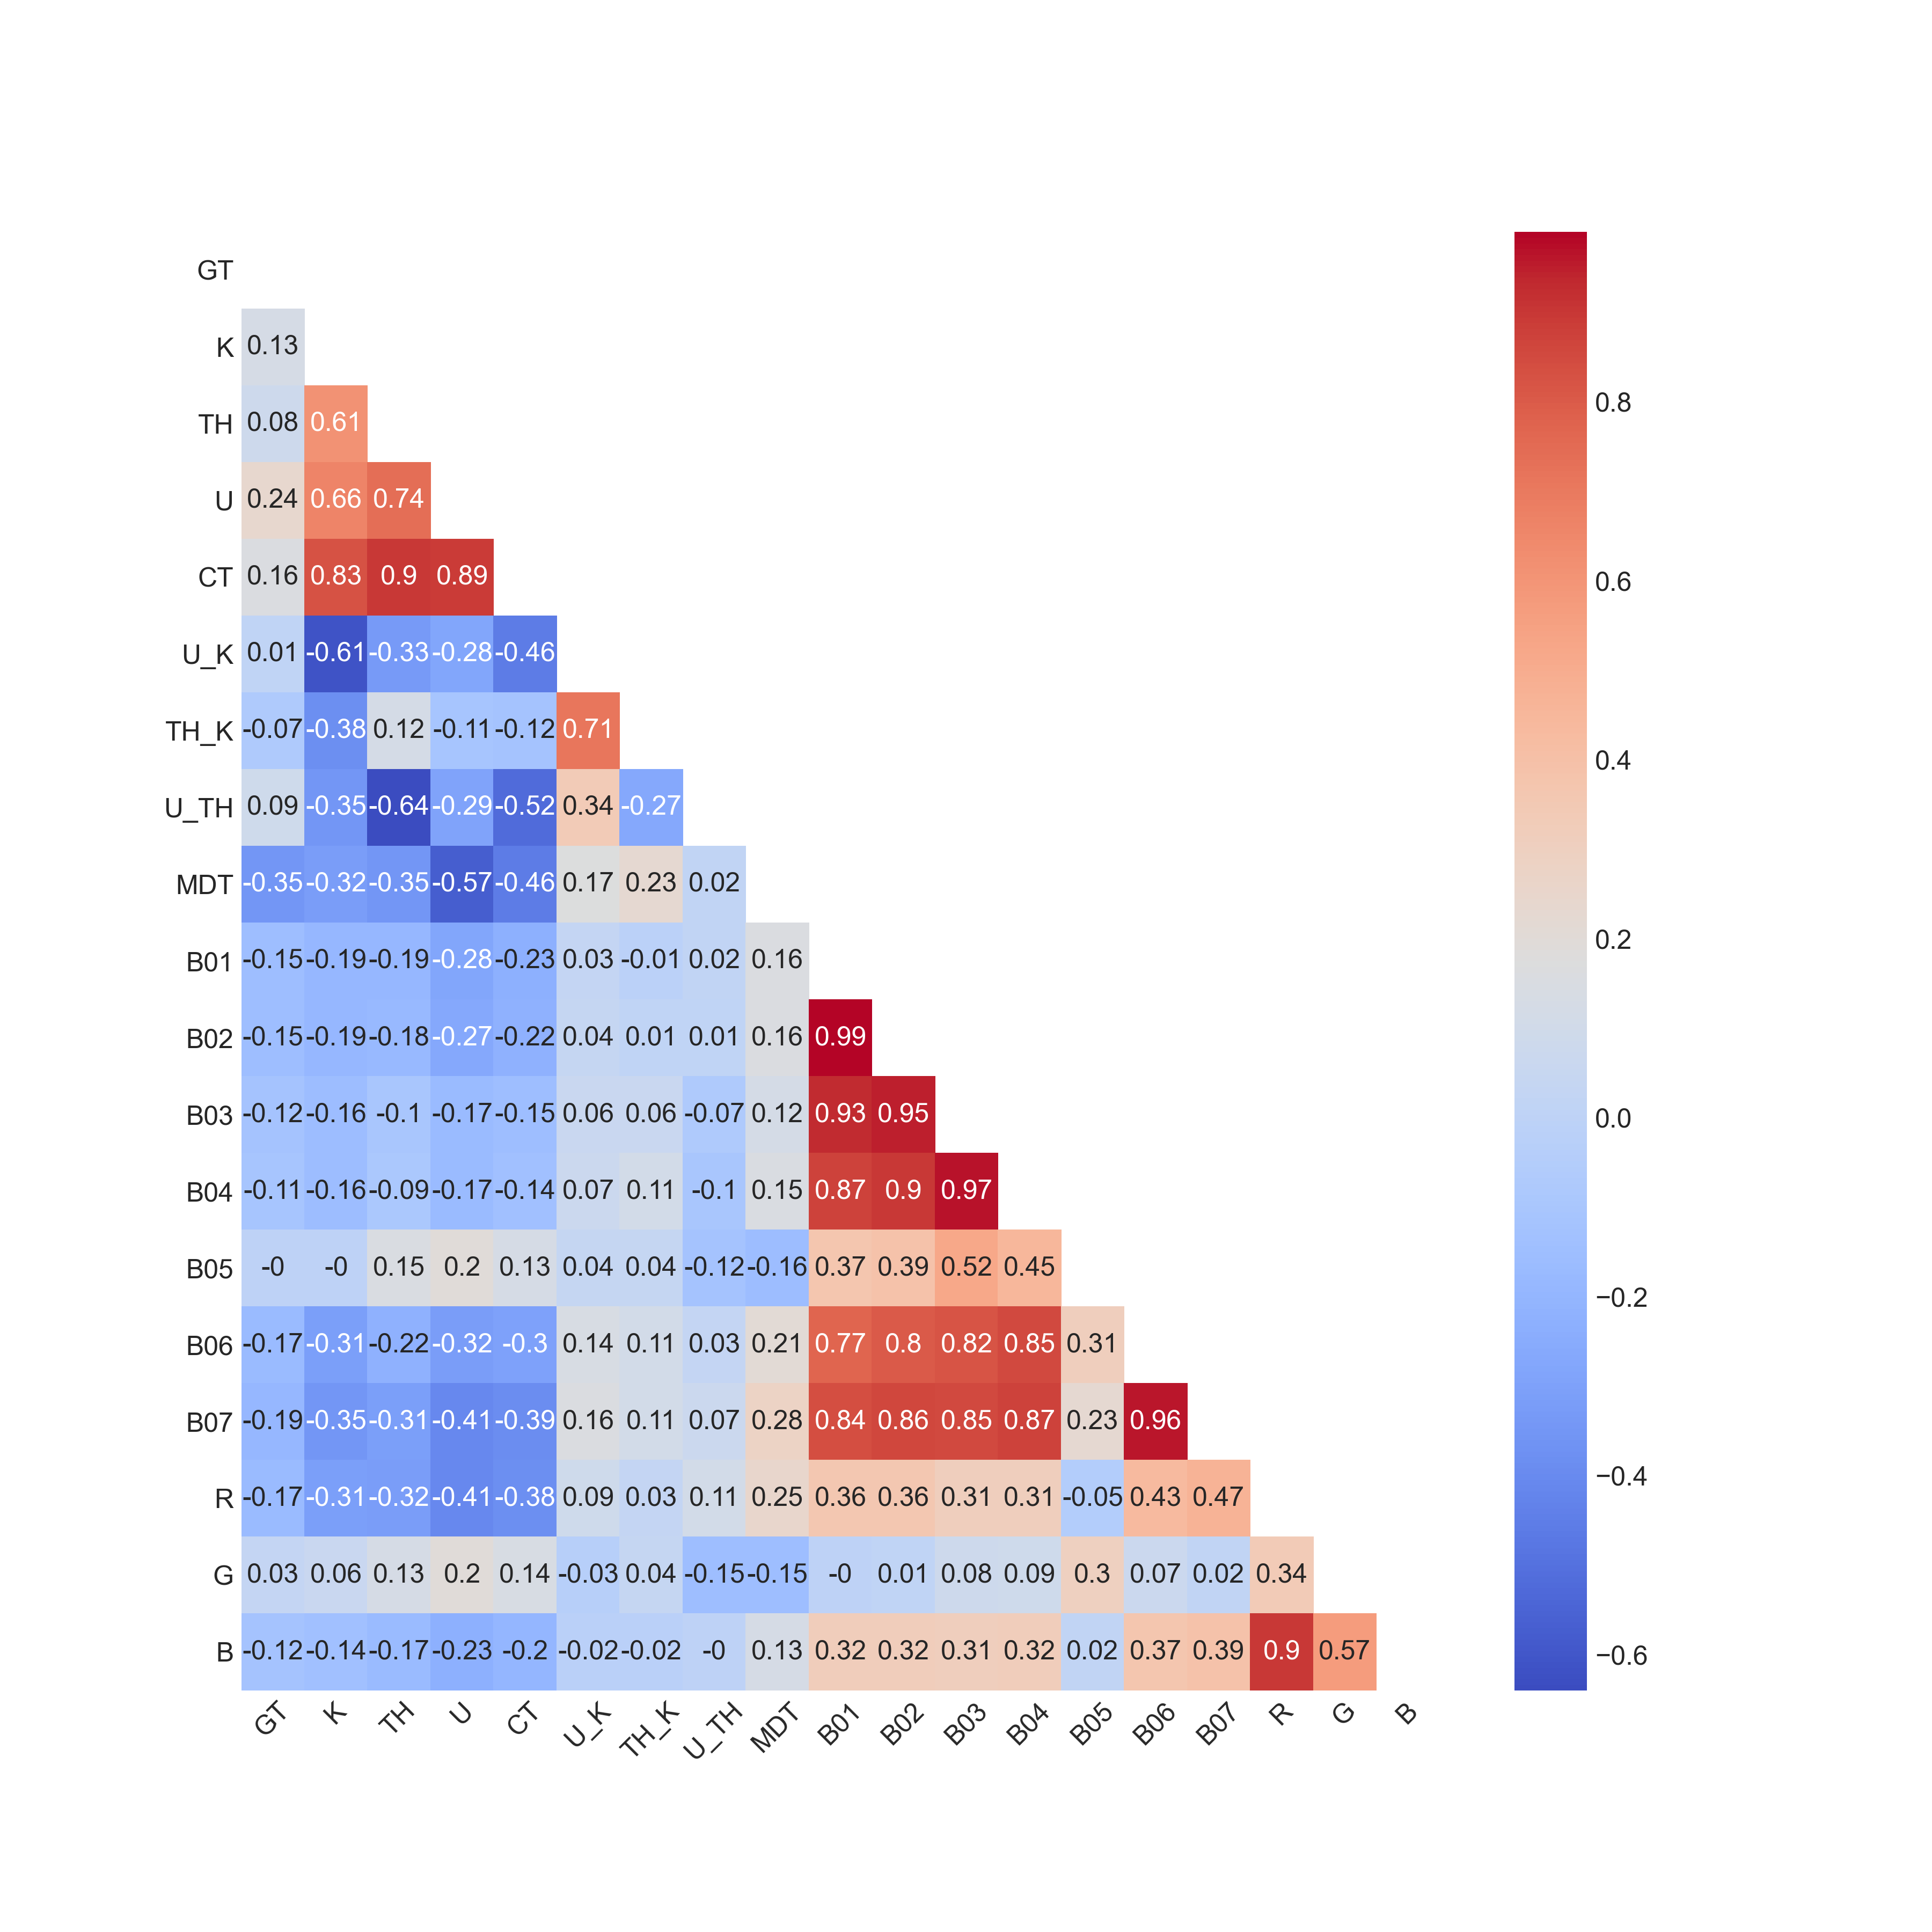 GT
K 0.13
TH 0.08 0.61
0.8
U 0.24 0.66 0.74
CT 0.16 0.83 0.9 0.89
0.6
U_K 0.01 -0.61 -0.33 -0.28 -0.46
TH_K -0.07 -0.38 0.12 -0.11 -0.12 0.71
0.4
U_TH 0.09 -0.35 -0.64 -0.29 -0.52 0.34 -0.27
MDT -0.35 -0.32 -0.35 -0.57 -0.46 0.17 0.23 0.02
0.2
B01 -0.15 -0.19 -0.19 -0.28 -0.23 0.03 -0.01 0.02 0.16
B02 -0.15 -0.19 -0.18 -0.27 -0.22 0.04 0.01 0.01 0.16 0.99
B03 -0.12 -0.16 -0.1 -0.17 -0.15 0.06 0.06 -0.07 0.12 0.93 0.95
0.0
B04 -0.11 -0.16 -0.09 -0.17 -0.14 0.07 0.11 -0.1 0.15 0.87 0.9 0.97
B05 -0 -0 0.15 0.2 0.13 0.04 0.04 -0.12 -0.16 0.37 0.39 0.52 0.45
−0.2
B06 -0.17 -0.31 -0.22 -0.32 -0.3 0.14 0.11 0.03 0.21 0.77 0.8 0.82 0.85 0.31
B07 -0.19 -0.35 -0.31 -0.41 -0.39 0.16 0.11 0.07 0.28 0.84 0.86 0.85 0.87 0.23 0.96
−0.4
R -0.17 -0.31 -0.32 -0.41 -0.38 0.09 0.03 0.11 0.25 0.36 0.36 0.31 0.31 -0.05 0.43 0.47
G 0.03 0.06 0.13 0.2 0.14 -0.03 0.04 -0.15 -0.15 -0 0.01 0.08 0.09 0.3 0.07 0.02 0.34
B -0.12 -0.14 -0.17 -0.23 -0.2 -0.02 -0.02 -0 0.13 0.32 0.32 0.31 0.32 0.02 0.37 0.39 0.9 0.57
−0.6
GT K TH U CT U_K TH_K U_TH MDT B01 B02 B03 B04 B05 B06 B07 R G B